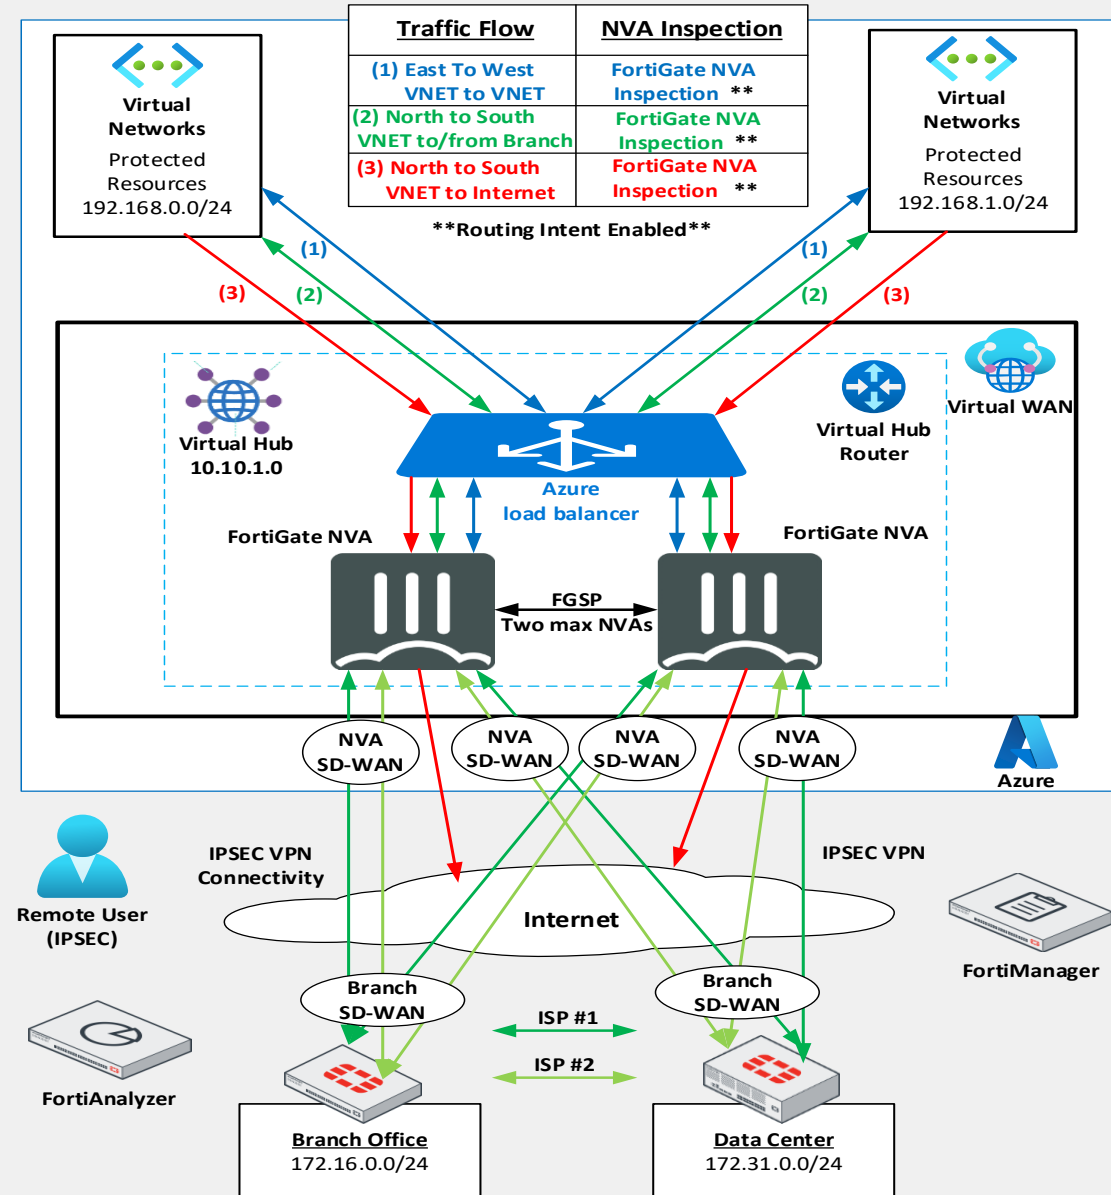 Traffic Flow
NVA Inspection
(1) East To West
VNET to VNET
FortiGate NVA
Inspection **
(2) North to South
VNET to/from Branch
FortiGate NVA
Inspection **
(3) North to South
VNET to Internet
FortiGate NVA
Inspection **
**Routing Intent Enabled**
Virtual
Networks
Protected
Resources
192.168.0.0/24
Virtual
Networks
Protected
Resources
192.168.1.0/24
(1)
(2)
(3)
(1)
(2)
(3)
Virtual Hub
10.10.1.0
Virtual Hub
Router
Virtual WAN
Azure
load balancer
FortiGate NVA
FortiGate NVA
FGSP
Two max NVAs
NVA
SD-WAN
NVA
SD-WAN
NVA
SD-WAN
NVA
SD-WAN
Azure
Remote User
(IPSEC)
IPSEC VPN
Connectivity
IPSEC VPN
Internet
FortiManager
Branch
SD-WAN
Branch
SD-WAN
ISP #1
ISP #2
FortiAnalyzer
Branch Office
172.16.0.0/24
Data Center
172.31.0.0/24